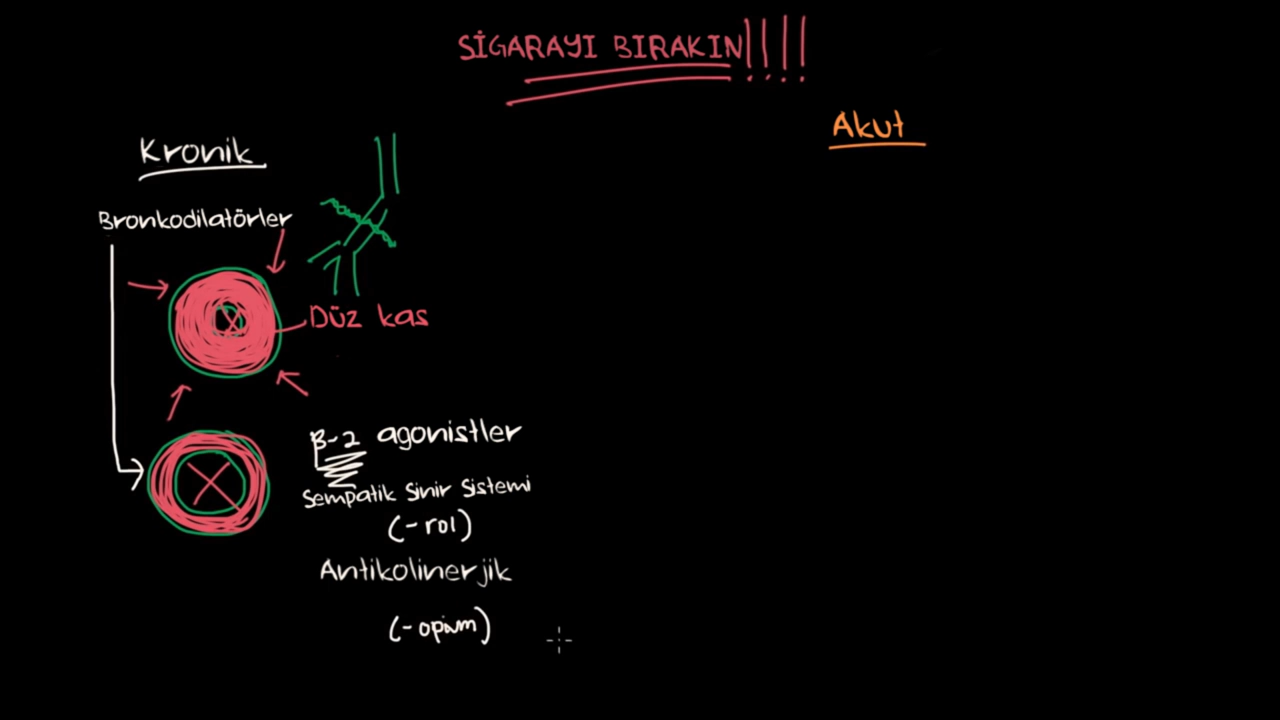 SİGARAYI BIRAKIN!!!!
Akut
Kronik
Bronkodilatörler
Düz kas
β-2 agonistler
Sempatik Sinir Sistemi
(-rol)
Antikolinerjik
(-opium)